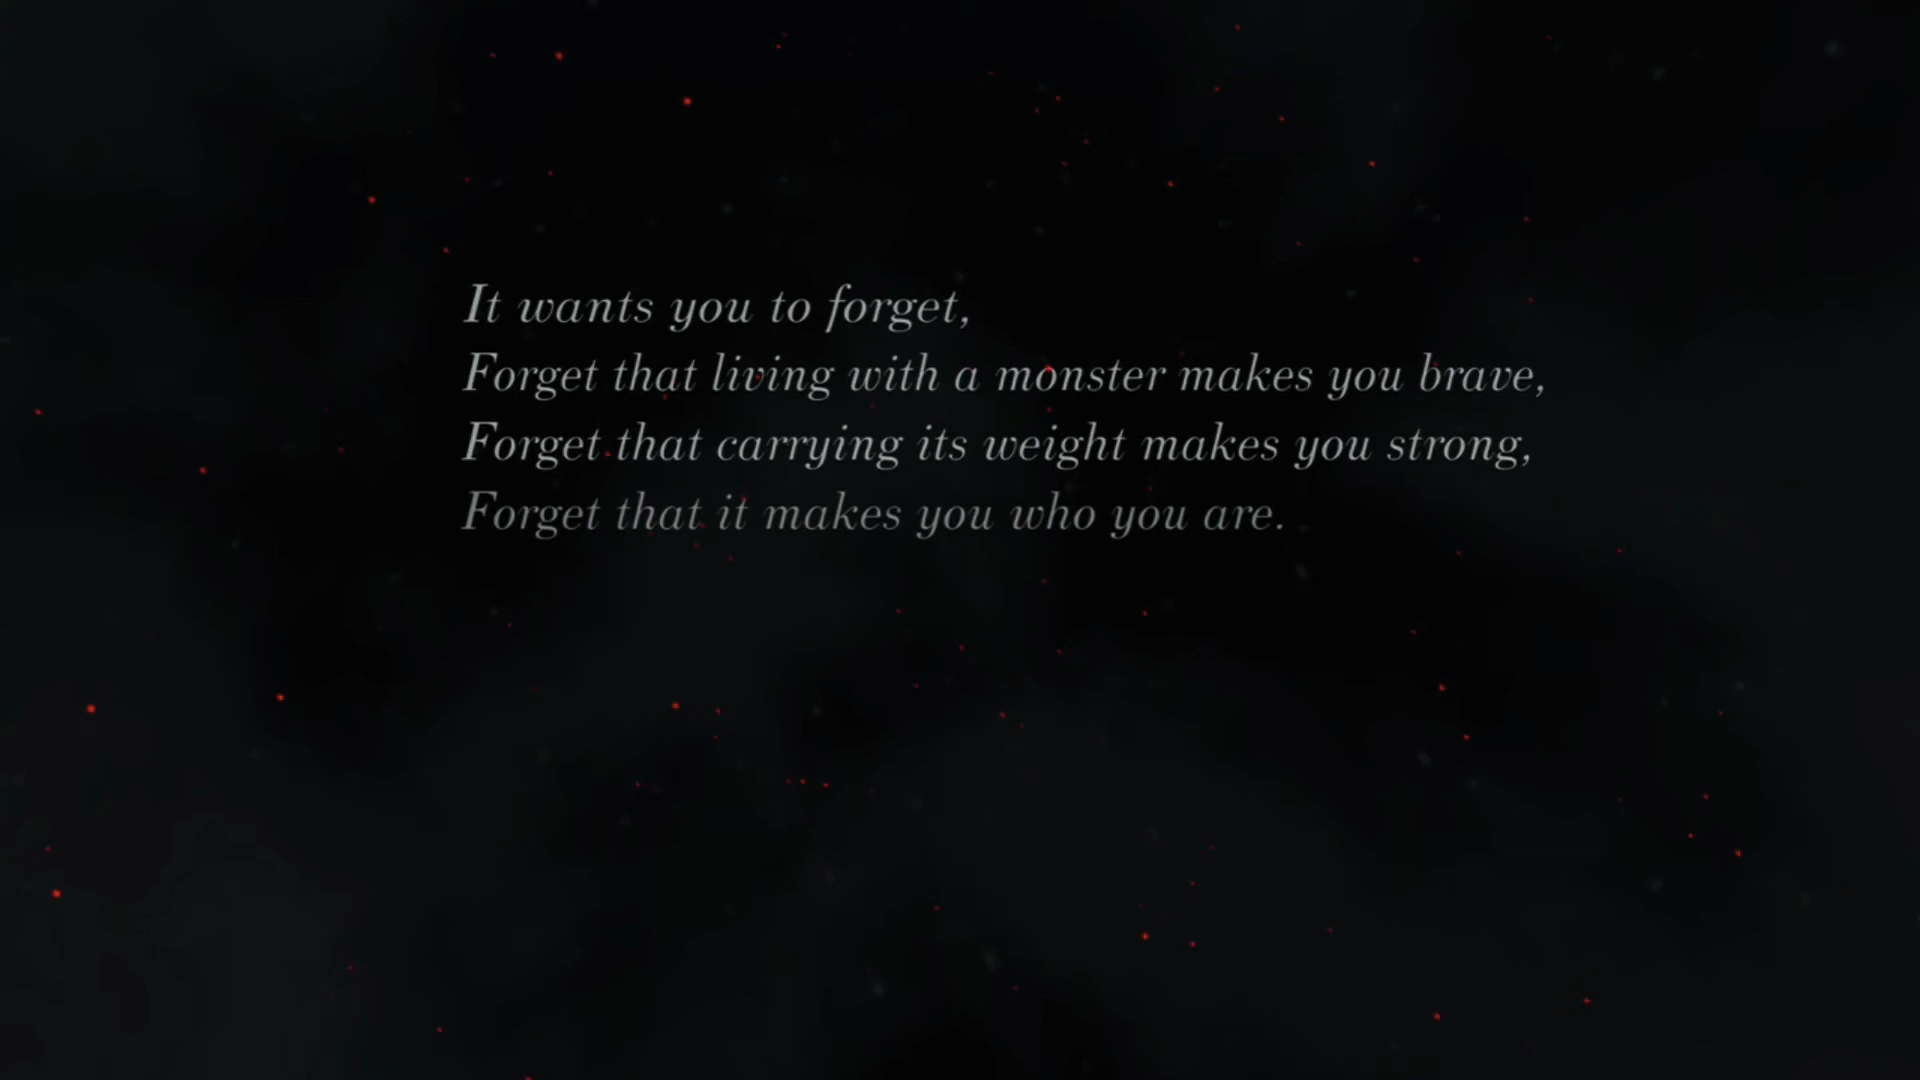 It wants you to forget,
Forget that living with a monster makes you brave,
Forget that carrying its weight makes you strong,
Forget that it makes you who you are.